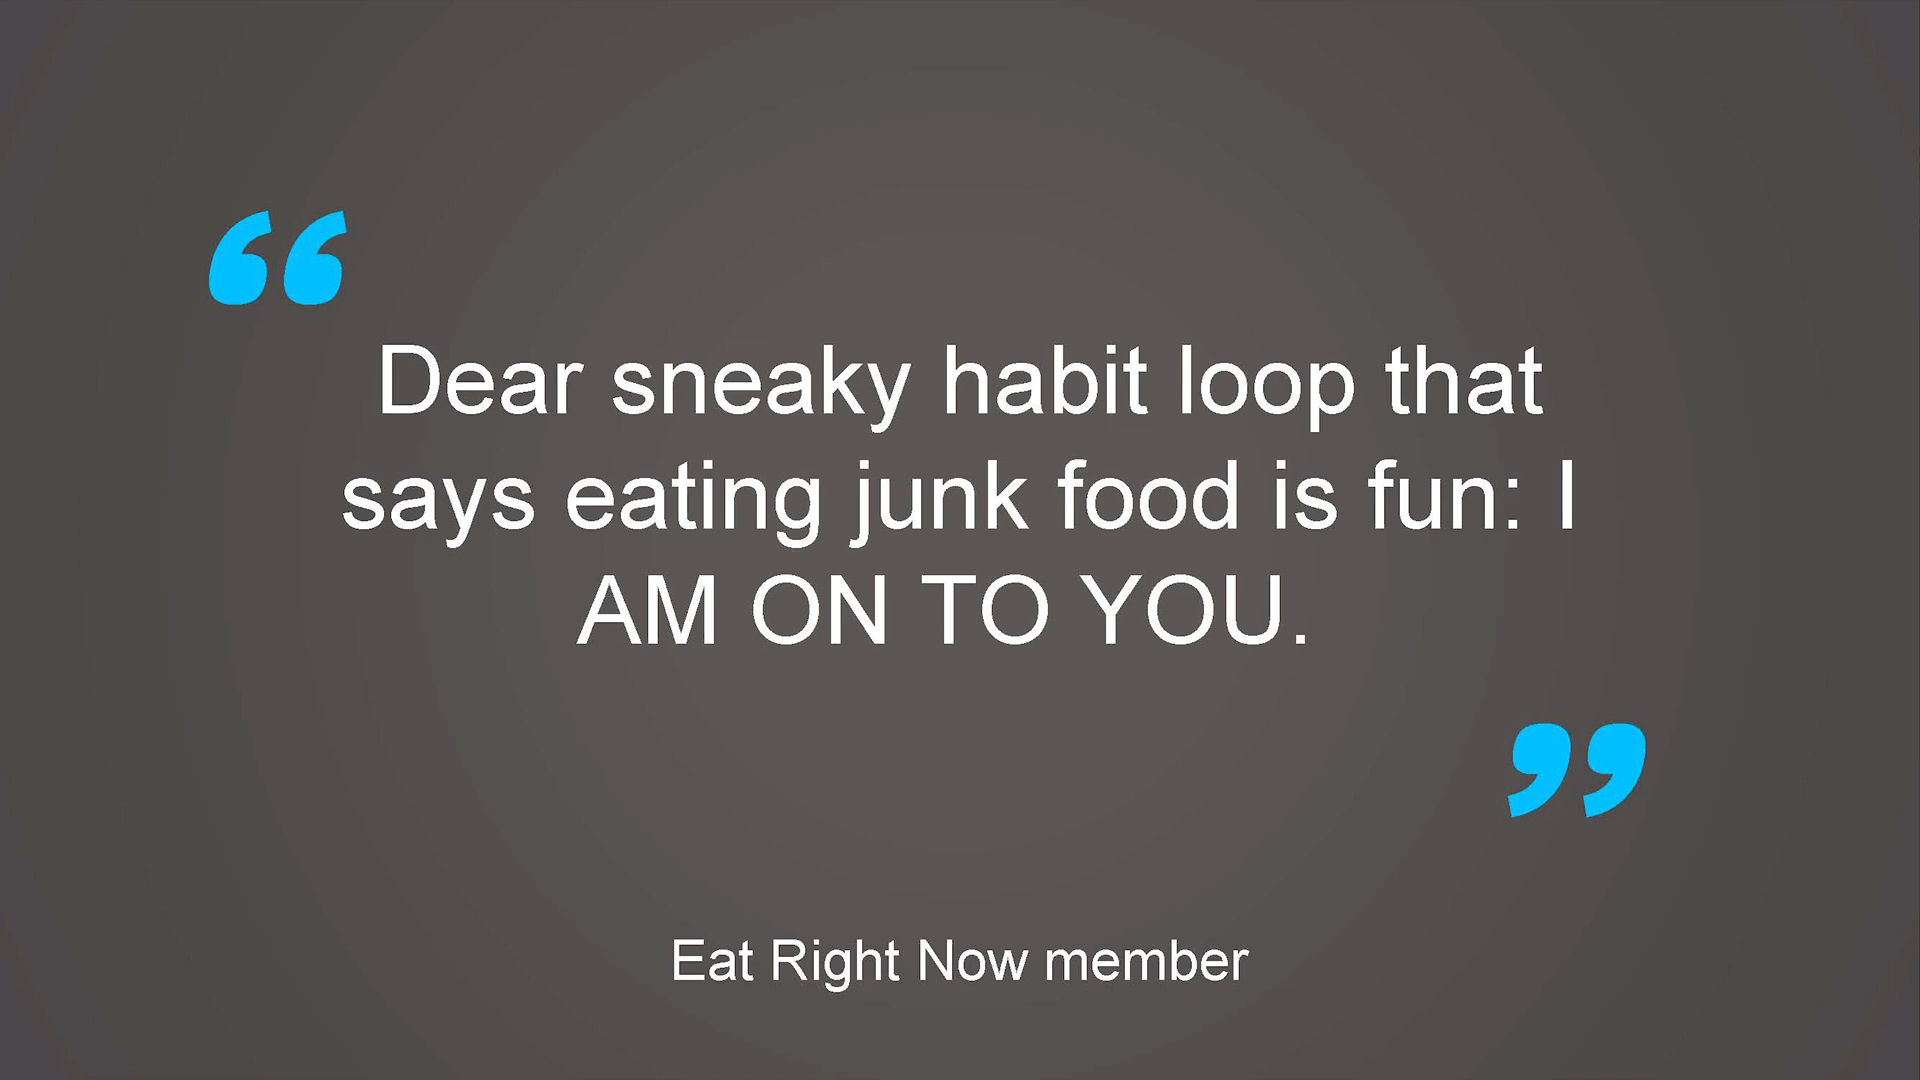 “
Dear sneaky habit loop that
says eating junk food is fun: I
AM ON TO YOU.
”
Eat Right Now member